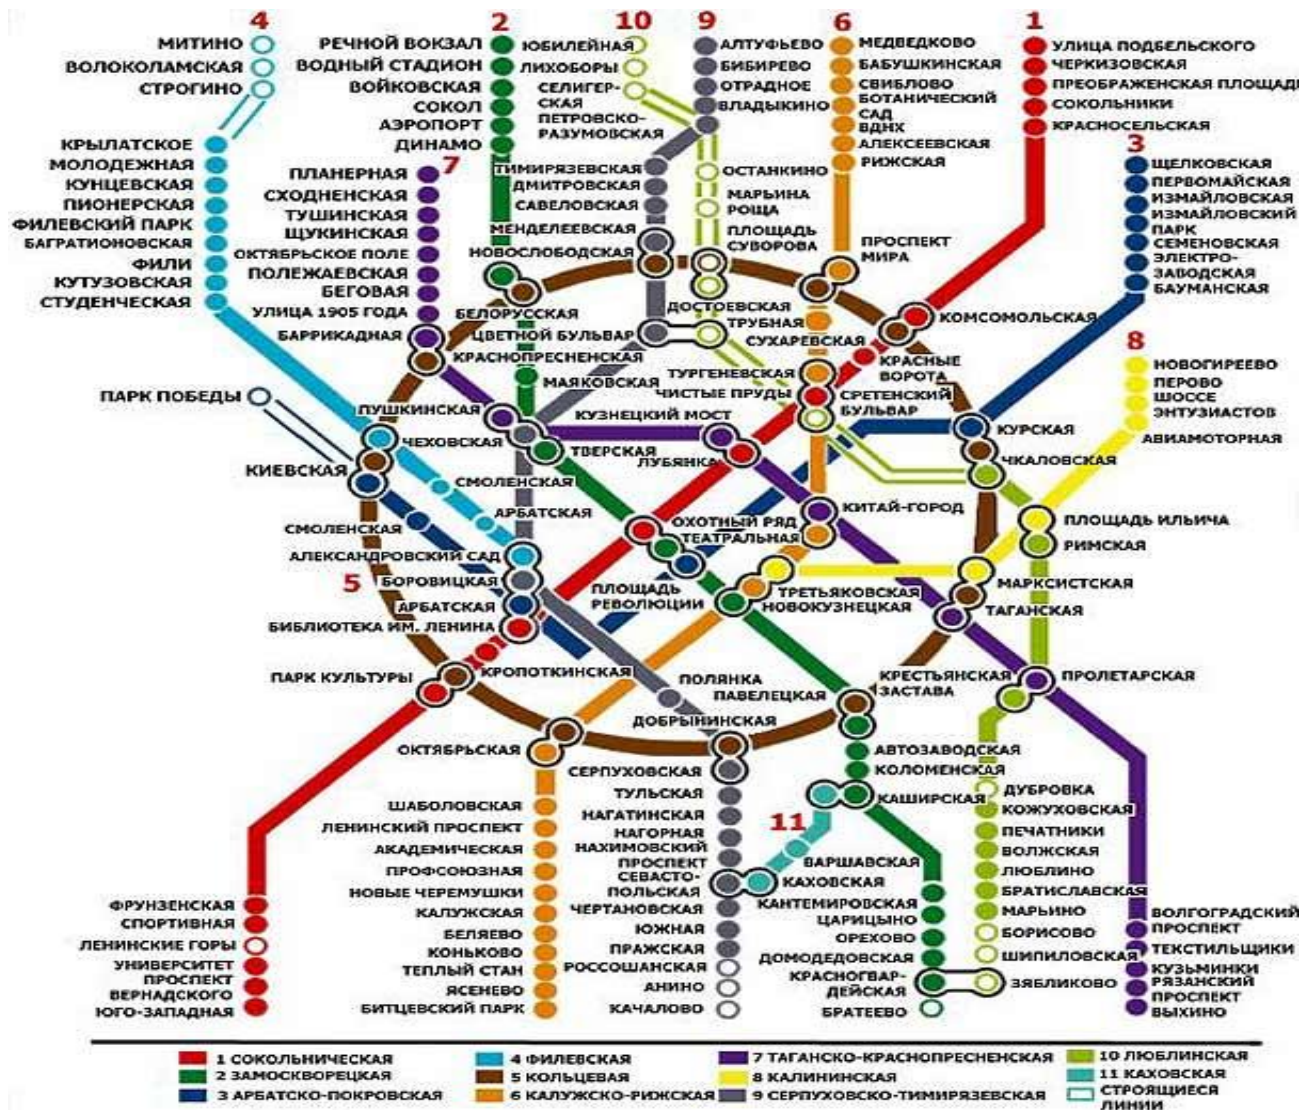 4
МИТИНО
ВОЛОКОЛАМСКАЯ
СТРОГИНО
КРЫЛАТСКОЕ
МОЛОДЕЖНАЯ
КУНЦЕВСКАЯ
ПИОНЕРСКАЯ
ФИЛЕВСКИЙ ПАРК
БАГРАТИОНОВСКАЯ
ФИЛИ
КУТУЗОВСКАЯ
СТУДЕНЧЕСКАЯ
ПАРК ПОБЕДЫ
КИЕВСКАЯ
2
РЕЧНОЙ ВОКЗАЛ
ВОДНЫЙ СТАДИОН
ВОЙКОВСКАЯ
СОКОЛ
АЭРОПОРТ
ДИНАМО
7
ПЛАНЕРНАЯ
СХОДНЕНСКАЯ
ТУШИНСКАЯ
ЩУКИНСКАЯ
ОКТЯБРЬСКОЕ ПОЛЕ
ПОЛЕЖАЕВСКАЯ
БЕГОВАЯ
УЛИЦА 1905 ГОДА
БАРРИКАДНАЯ
10
ЮБИЛЕЙНАЯ
ЛИХОБОРЫ
СЕЛИГЕР-
СКАЯ
ПЕТРОВСКО-
РАЗУМОВСКАЯ
9
АЛТУФЬЕВО
БИБИРЕВО
ОТРАДНОЕ
ВЛАДЫКИНО
ТИМИРЯЗЕВСКАЯ
ДМИТРОВСКАЯ
САВЕЛОВСКАЯ
МЕНДЕЛЕЕВСКАЯ
НОВОСЛОБОДСКАЯ
ОСТАНКИНО
МАРЬИНА
РОЩА
ПЛОЩАДЬ
СУВОРОВА
6
МЕДВЕДКОВО
БАБУШКИНСКАЯ
СВИБЛОВО
БОТАНИЧЕСКИЙ
САД
ВДНХ
АЛЕКСЕЕВСКАЯ
РИЖСКАЯ
ПРОСПЕКТ
МИРА
1
УЛИЦА ПОДБЕЛЬСКОГО
ЧЕРКИЗОВСКАЯ
ПРЕОБРАЖЕНСКАЯ ПЛОЩАДЬ
СОКОЛЬНИКИ
КРАСНОСЕЛЬСКАЯ
3
ЩЕЛКОВСКАЯ
ПЕРВОМАЙСКАЯ
ИЗМАЙЛОВСКАЯ
ИЗМАЙЛОВСКИЙ
ПАРК
СЕМЕНОВСКАЯ
ЭЛЕКТРО-
ЗАВОДСКАЯ
БАУМАНСКАЯ
БЕЛОРУССКАЯ
ЦВЕТНОЙ БУЛЬВАР
КРАСНОПРЕСНЕНСКАЯ
МАЯКОВСКАЯ
ДОСТОЕВСКАЯ
ТРУБНАЯ
СУХАРЕВСКАЯ
ТУРГЕНЕВСКАЯ
ЧИСТЫЕ ПРУДЫ
КОМСОМОЛЬСКАЯ
КРАСНЫЕ
ВОРОТА
СРЕТЕНСКИЙ
БУЛЬВАР
8
НОВОГИРЕЕВО
ПЕРОВО
ШОССЕ
ЭНТУЗИАСТОВ
АВИАМОТОРНАЯ
ПУШКИНСКАЯ
КУЗНЕЦКИЙ МОСТ
ЧЕХОВСКАЯ
ТВЕРСКАЯ
ЛУБЯНКА
КУРСКАЯ
ЧКАЛОВСКАЯ
СМОЛЕНСКАЯ
АРБАТСКАЯ
СМОЛЕНСКАЯ
ОХОТНЫЙ РЯД
ТЕАТРАЛЬНАЯ
КИТАЙ-ГОРОД
ПЛОЩАДЬ ИЛЬИЧА
РИМСКАЯ
АЛЕКСАНДРОВСКИЙ САД
5
БОРОВИЦКАЯ
АРБАТСКАЯ
БИБЛИОТЕКА ИМ. ЛЕНИНА
ПЛОЩАДЬ
РЕВОЛЮЦИИ
ТРЕТЬЯКОВСКАЯ
НОВОКУЗНЕЦКАЯ
МАРКСИСТСКАЯ
ТАГАНСКАЯ
ПАРК КУЛЬТУРЫ
КРОПОТКИНСКАЯ
ПОЛЯНКА
ПАВЕЛЕЦКАЯ
ДОБРЫНИНСКАЯ
КРЕСТЬЯНСКАЯ
ЗАСТАВА
ПРОЛЕТАРСКАЯ
ОКТЯБРЬСКАЯ
СЕРПУХОВСКАЯ
ТУЛЬСКАЯ
НАГАТИНСКАЯ
НАГОРНАЯ
НАХИМОВСКИЙ
ПРОСПЕКТ
СЕВАСТО-
ПОЛЬСКАЯ
ЧЕРТАНОВСКАЯ
ЮЖНАЯ
ПРАЖСКАЯ
РОССОШАНСКАЯ
АНИНО
КАЧАЛОВО
ШАБОЛОВСКАЯ
ЛЕНИНСКИЙ ПРОСПЕКТ
АКАДЕМИЧЕСКАЯ
ПРОФСОЮЗНАЯ
НОВЫЕ ЧЕРЕМУШКИ
КАЛУЖСКАЯ
БЕЛЯЕВО
КОНЬКОВО
ТЕПЛЫЙ СТАН
ЯСЕНЕВО
БИТЦЕВСКИЙ ПАРК
ФРУНЗЕНСКАЯ
СПОРТИВНАЯ
ЛЕНИНСКИЕ ГОРЫ
УНИВЕРСИТЕТ
ПРОСПЕКТ
ВЕРНАДСКОГО
ЮГО-ЗАПАДНАЯ
АВТОЗАВОДСКАЯ
КОЛОМЕНСКАЯ
КАШИРСКАЯ
11
ВАРШАВСКАЯ
КАХОВСКАЯ
КАНТЕМИРОВСКАЯ
ЦАРИЦЫНО
ОРЕХОВО
ДОМОДЕДОВСКАЯ
КРАСНОГВАР-
ДЕЙСКАЯ
БРАТЕЕВО
ДУБРОВКА
КОЖУХОВСКАЯ
ПЕЧАТНИКИ
ВОЛЖСКАЯ
ЛЮБЛИНО
БРАТИСЛАВСКАЯ
МАРЬИНО
БОРИСОВО
ШИПИЛОВСКАЯ
ЗЯБЛИКОВО
ВОЛГОГРАДСКИЙ
ПРОСПЕКТ
ТЕКСТИЛЬЩИКИ
КУЗЬМИНКИ
РЯЗАНСКИЙ
ПРОСПЕКТ
ВЫХИНО
1 СОКОЛЬНИЧЕСКАЯ
2 ЗАМОСКВОРЕЦКАЯ
3 АРБАТСКО-ПОКРОВСКАЯ
4 ФИЛЕВСКАЯ
5 КОЛЬЦЕВАЯ
6 КАЛУЖСКО-РИЖСКАЯ
7 ТАГАНСКО-КРАСНОПРЕСНЕНСКАЯ
8 КАЛИНИНСКАЯ
9 СЕРПУХОВСКО-ТИМИРЯЗЕВСКАЯ
10 ЛЮБЛИНСКАЯ
11 КАХОВСКАЯ
СТРОЯЩИЕСЯ
ЛИНИИ